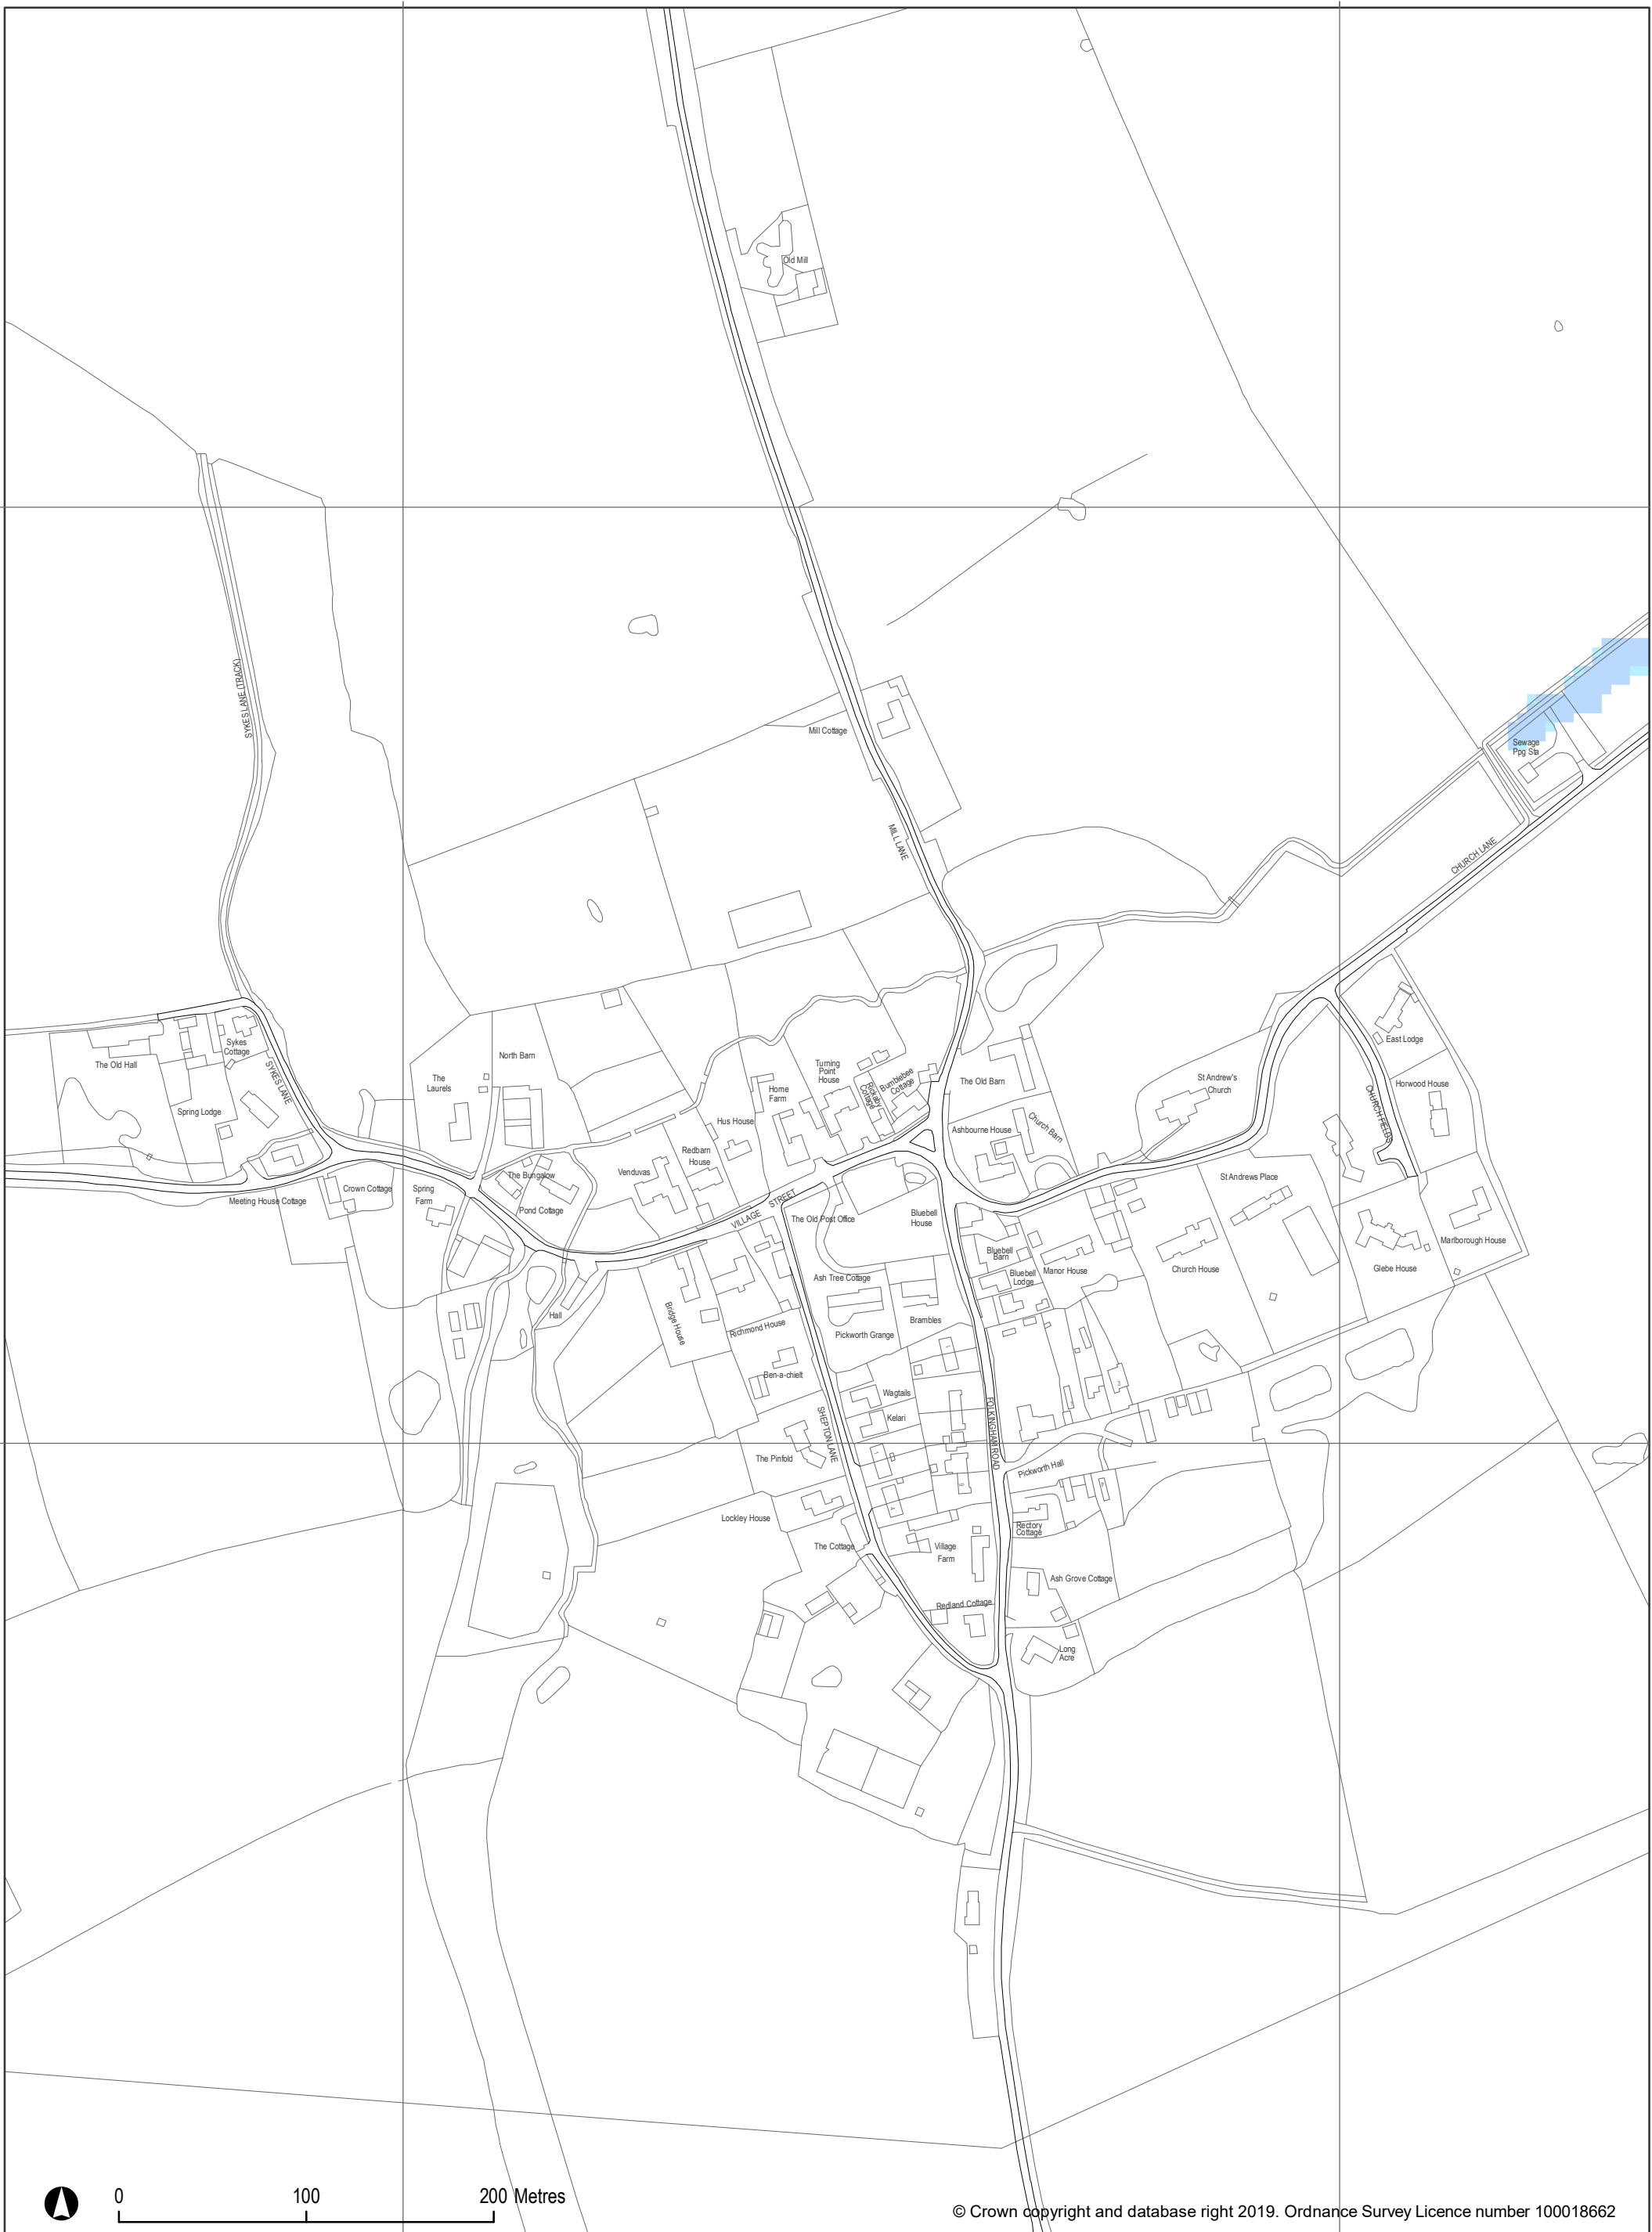 Old Mill
SYKES LANE (TRACK)
Mill Cottage
Sewage
Ppg Sta
MILL LANE
CHURCH LANE
Sykes
Cottage
The Old Hall
SYKES LANE
Spring Lodge
North Barn
The
Laurels
Turning
Point
House
Home
Farm
Rickaby
Cottage
Bumblebee
Cottage
The Old Barn
St Andrew's
Church
East Lodge
Horwood House
CHURCH FIELDS
Hus House
Ashbourne House
Church Barn
Redbarn
House
Venduvas
The Bungalow
Pond Cottage
Meeting House Cottage
Crown Cottage
Spring
Farm
St Andrews Place
VILLAGE STREET
The Old Post Office
Bluebell
House
Bluebell
Barn
Bluebell
Lodge
Manor House
Church House
Marlborough House
Glebe House
Hall
Ash Tree Cottage
Brambles
Bridge House
Richmond House
Pickworth Grange
Ben-a-chielt
Wagtails
Kelari
SHEPTON LANE
FOLKINGHAM ROAD
The Pinfold
Pickworth Hall
Lockley House
Rectory
Cottage
The Cottage
Village
Farm
Ash Grove Cottage
Redland Cottage
Long
Acre
0 100 200 Metres
© Crown copyright and database right 2019. Ordnance Survey Licence number 100018662